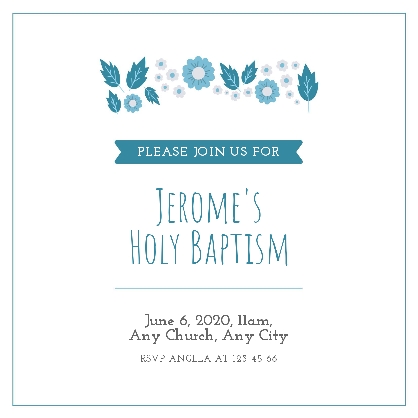 PLEASE JOIN US FOR
JEROME'S
HOLY BAPTISM
June 6, 2020, 11am,
Any Church, Any City
RSVP ANGELA AT 123 45 66